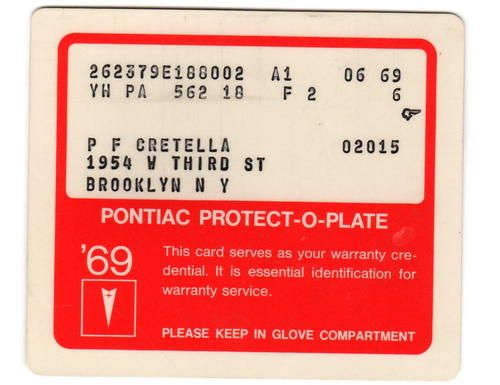 262379E188002 A1 06 69
YH PA 562 18 F 2 6
P F CRETELLA 02015
1954 W THIRD ST
BROOKLYN N Y
PONTIAC PROTECT-O-PLATE
'69
This card serves as your warranty cre-
dential. It is essential identification for
warranty service.
PLEASE KEEP IN GLOVE COMPARTMENT